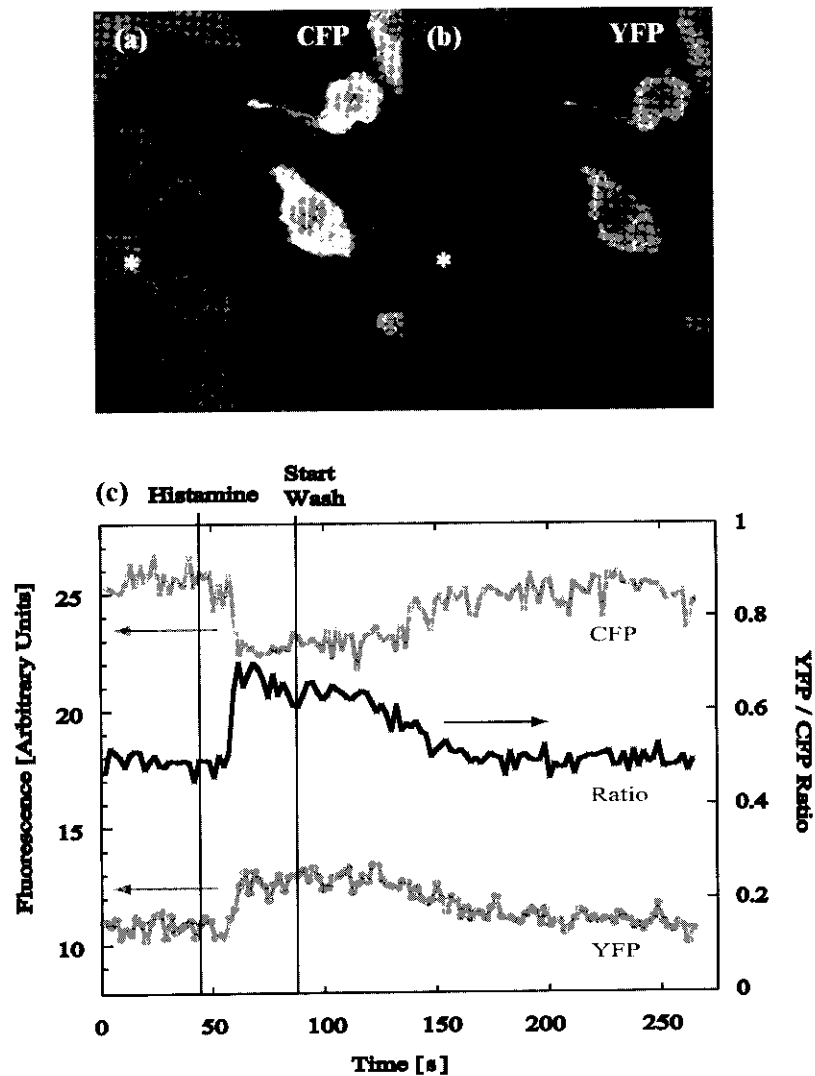 (a) CFP (b) YFP
*
*
(c) Histamine Start Wash
Fluorescence [Arbitrary Units]
25
20
15
10
1
0.8
0.6
0.4
0.2
0
YFP / CFP Ratio
CFP
Ratio
YFP
0 50 100 150 200 250
Time [s]